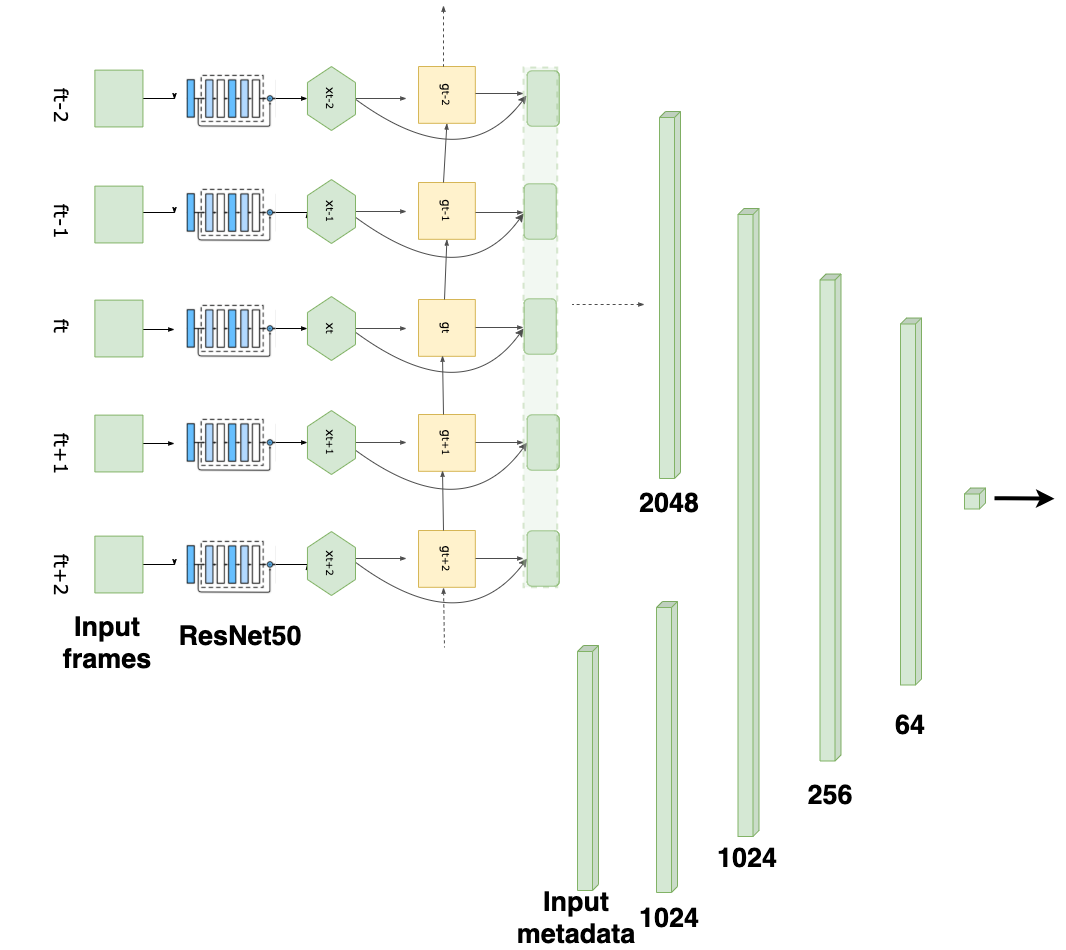 ft-2
xt-2
gt-2
ft-1
xt-1
gt-1
ft
xt
gt
ft+1
xt+1
gt+1
ft+2
xt+2
gt+2
Input
frames
ResNet50
2048
64
256
1024
Input
metadata
1024